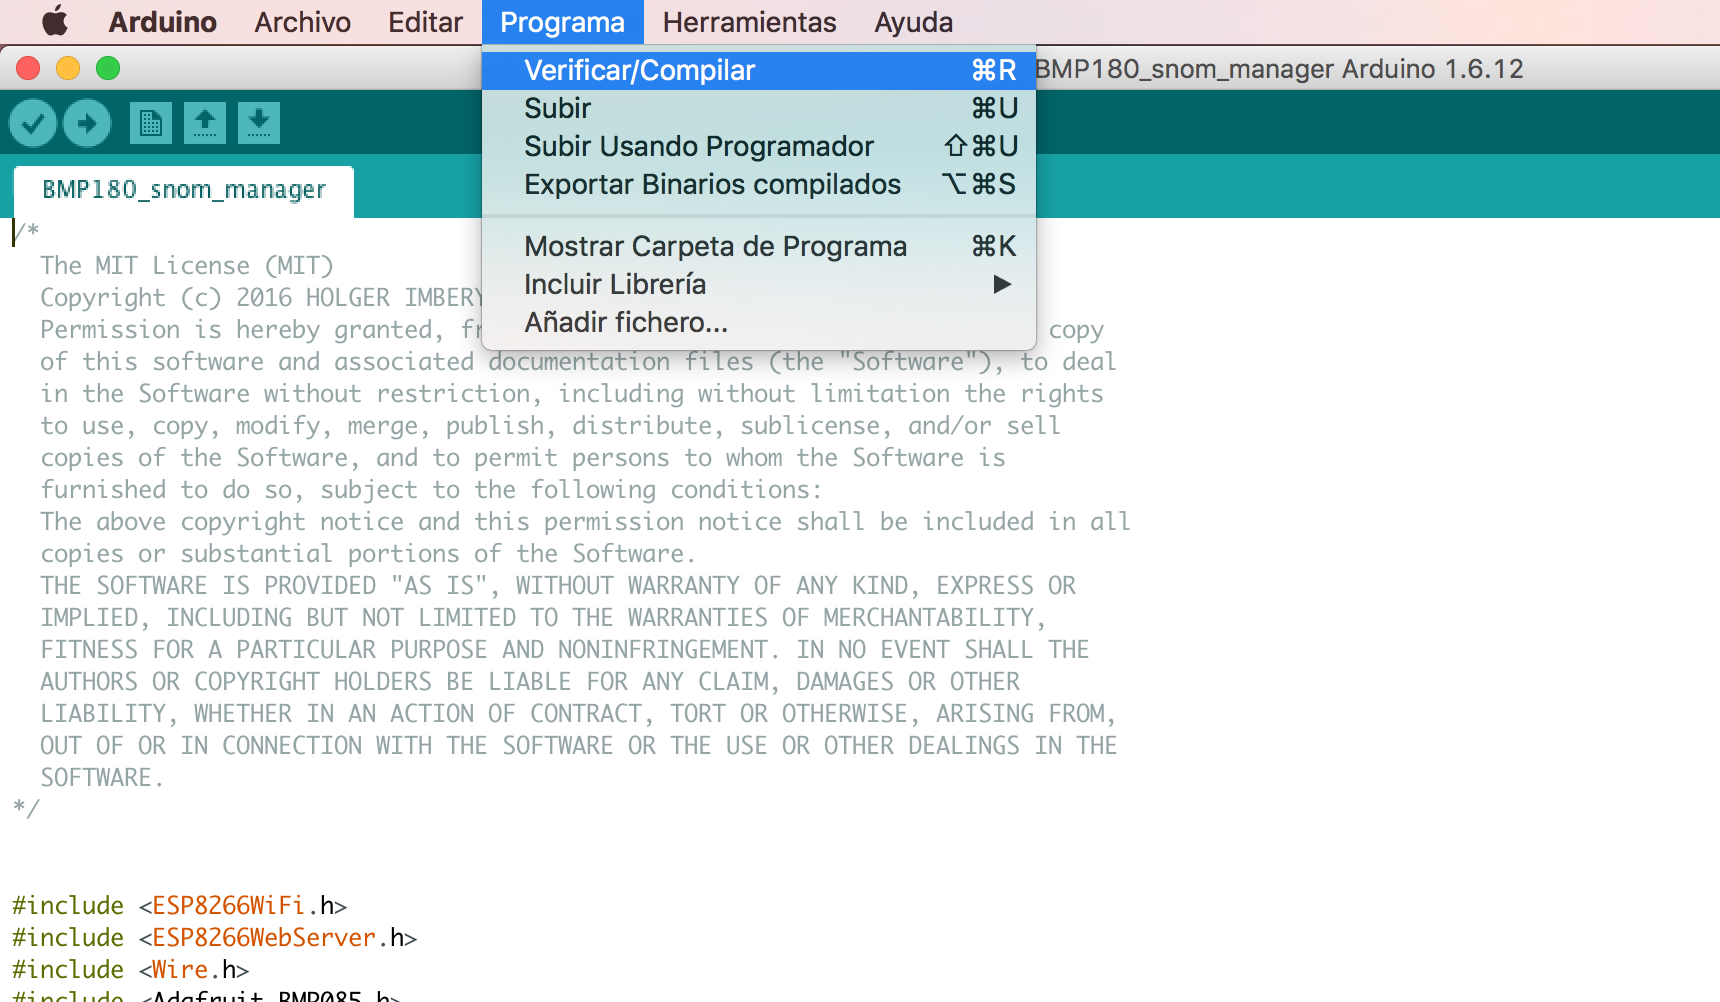 Arduino Archivo Editar Programa Herramientas Ayuda
BMP180_snom_manager Arduino 1.6.12
Verificar/Compilar ⌘R
Subir ⌘U
Subir Usando Programador ⇧⌘U
Exportar Binarios compilados ⌥⌘S
Mostrar Carpeta de Programa ⌘K
Incluir Librería ▶
Añadir fichero...
BMP180_snom_manager
/*
The MIT License (MIT)
Copyright (c) 2016 HOLGER IMBERY
Permission is hereby granted, copy
of this software and associated documentation files (the "Software"), to deal
in the Software without restriction, including without limitation the rights
to use, copy, modify, merge, publish, distribute, sublicense, and/or sell
copies of the Software, and to permit persons to whom the Software is
furnished to do so, subject to the following conditions:
The above copyright notice and this permission notice shall be included in all
copies or substantial portions of the Software.
THE SOFTWARE IS PROVIDED "AS IS", WITHOUT WARRANTY OF ANY KIND, EXPRESS OR
IMPLIED, INCLUDING BUT NOT LIMITED TO THE WARRANTIES OF MERCHANTABILITY,
FITNESS FOR A PARTICULAR PURPOSE AND NONINFRINGEMENT. IN NO EVENT SHALL THE
AUTHORS OR COPYRIGHT HOLDERS BE LIABLE FOR ANY CLAIM, DAMAGES OR OTHER
LIABILITY, WHETHER IN AN ACTION OF CONTRACT, TORT OR OTHERWISE, ARISING FROM,
OUT OF OR IN CONNECTION WITH THE SOFTWARE OR THE USE OR OTHER DEALINGS IN THE
SOFTWARE.
*/
#include <ESP8266WiFi.h>
#include <ESP8266WebServer.h>
#include <Wire.h>
#include <Adafruit_BMP085.h>